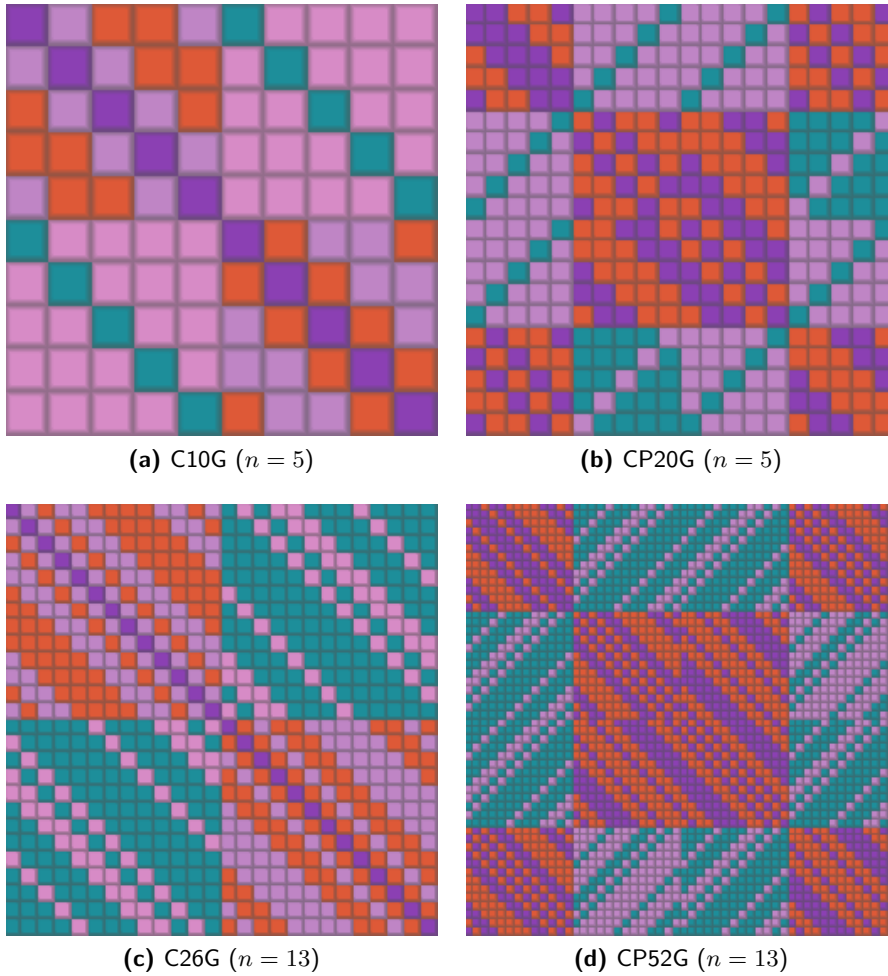 (a) C10G (n = 5)
(b) CP20G (n = 5)
(c) C26G (n = 13)
(d) CP52G (n = 13)